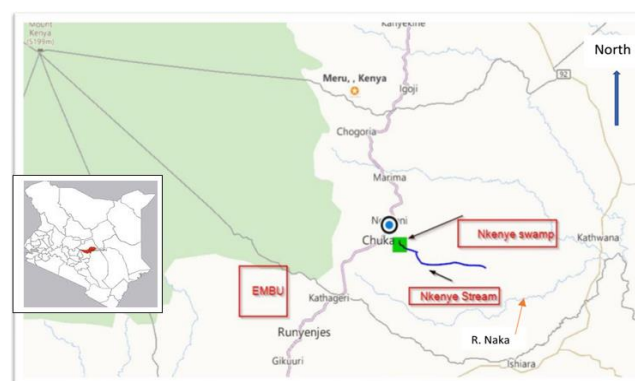 Kanyekine
Mount
Kenya
(5199m)
North
92
Meru, , Kenya
Igoji
Chogoria
Marima
Chuka
Nkenye swamp
Kathwana
EMBU
Nkenye Stream
Kathageri
Runyenjes
R. Naka
Gikuuri
Ishiara